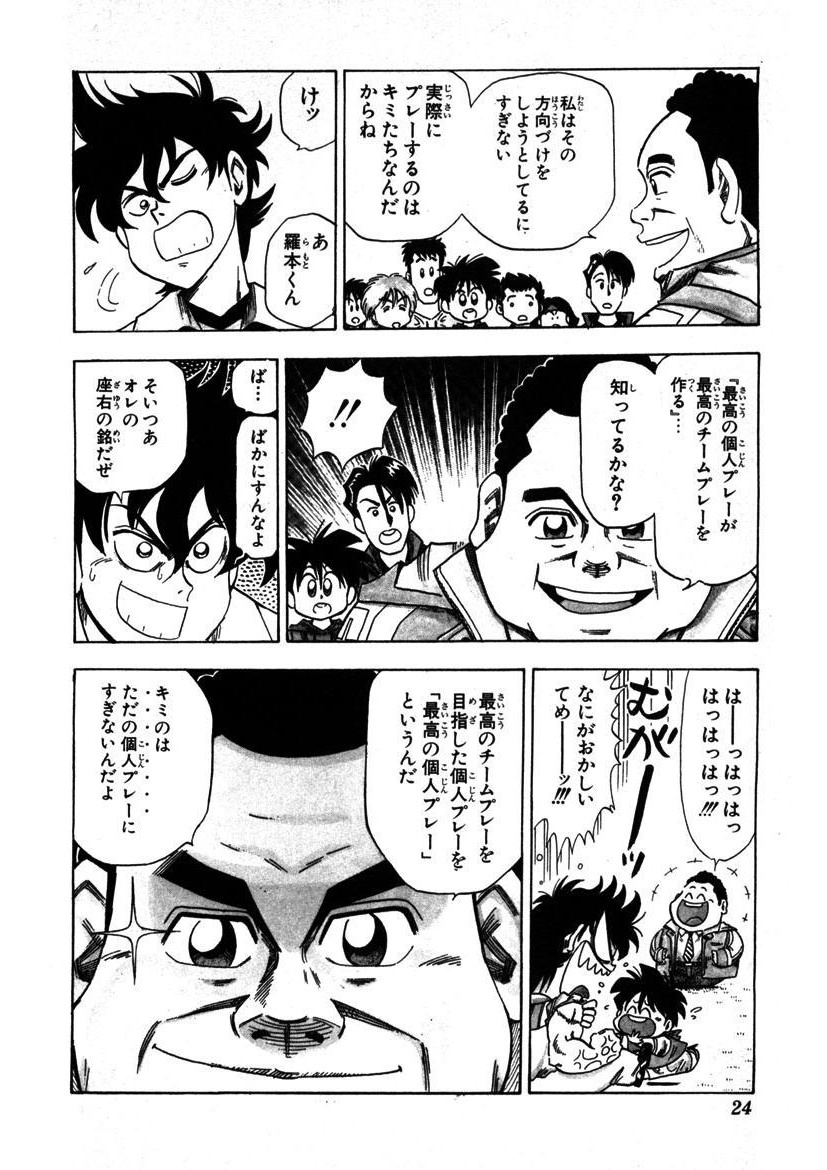 私はその
方向づけを
しようとしてるに
すぎない
実際に
プレーするのは
キミたちなんだ
からね
けッ
あ
羅本くん
『最高の個人プレーが
最高のチームプレーを
作る』…
知ってるかな?
!!
ば…
ばかにすんなよ
そいつぁ
オレの
座右の銘だぜ
はーっはっはっ
はっはっはっ!!!
むがーッ
なにがおかしい
てめーッ!!!
最高のチームプレーを
目指した個人プレーを
「最高の個人プレー」
というんだ
キミのは
ただの個人プレーに
すぎないんだよ
24